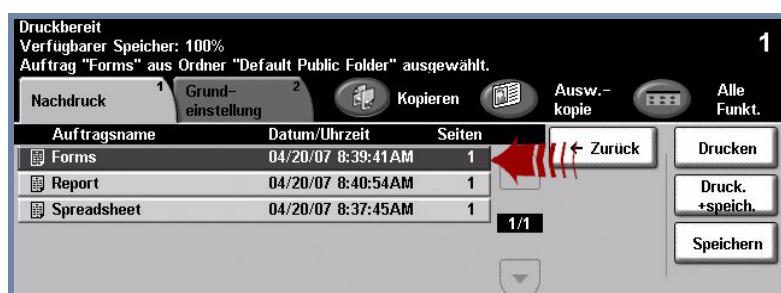 Druckbereit
Verfügbarer Speicher: 100%
1
Auftrag "Forms" aus Ordner "Default Public Folder" ausgewählt.
Nachdruck 1
Grund- 2
einstellung
Kopieren
Ausw.-
kopie
Alle
Funkt.
Auftragsname Datum/Uhrzeit Seiten
← Zurück
Drucken
Forms 04/20/07 8:39:41AM 1
Report 04/20/07 8:40:54AM 1
Spreadsheet 04/20/07 8:37:45AM 1
1/1
Druck.
+speich.
Speichern